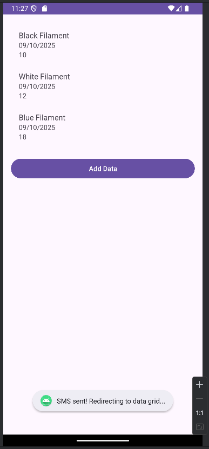 11:27
Black Filament
09/10/2025
10
White Filament
09/10/2025
12
Blue Filament
09/10/2025
18
Add Data
SMS sent! Redirecting to data grid...
1:1